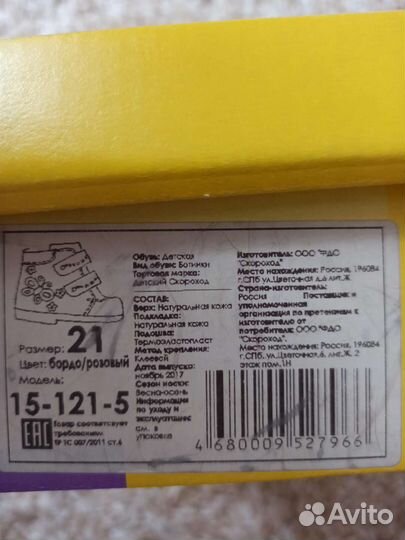 Размер: 21
Цвет: бордо/розовый
Модель:
15-121-5
ЕАС
Товар соответствует
требованиям
ТР ТС 007/2011 ст.6
Обувь: Детская
Вид обуви: Ботинки
Торговая марка:
Детский Скороход
СОСТАВ:
Верх: Натуральная кожа
Подкладка:
Натуральная кожа
Подошва:
Термоэластопласт
Метод крепления:
Клеевой
Дата выпуска:
ноябрь 2017
Сезон носки:
Весна-осень
Информация
по уходу и
эксплуатации:
см. в
упаковке
Изготовитель: ООО "ФДО
"Скороход"
Место нахождения: Россия, 196084
г.СПб ул.Цветочная д.6 лит.Ж
Страна-изготовитель:
Россия Поставщик и
уполномоченная
организация по претензиям к
изготовителю от
потребителя: ООО "ФДО
"Скороход".
Место нахождения: Россия, 196084,
г.СПб, ул.Цветочная,6, лит.Ж, 2
этаж пом.1Н
4 680009 527966
Avito